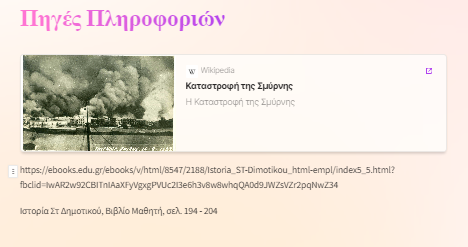 Πηγές Πληροφοριών
W Wikipedia
Καταστροφή της Σμύρνης
Η Καταστροφή της Σμύρνης
https://ebooks.edu.gr/ebooks/v/html/8547/2188/Istoria_ST-Dimotikou_html-empl/index5_5.html?
fbclid=IwAR2w92CBITnIAaXFyVgxgPVUc2I3e6h3v8w8whqQA0d9JWZsVZr2pqNwZ34
Ιστορία Στ Δημοτικού, Βιβλίο Μαθητή, σελ. 194 - 204